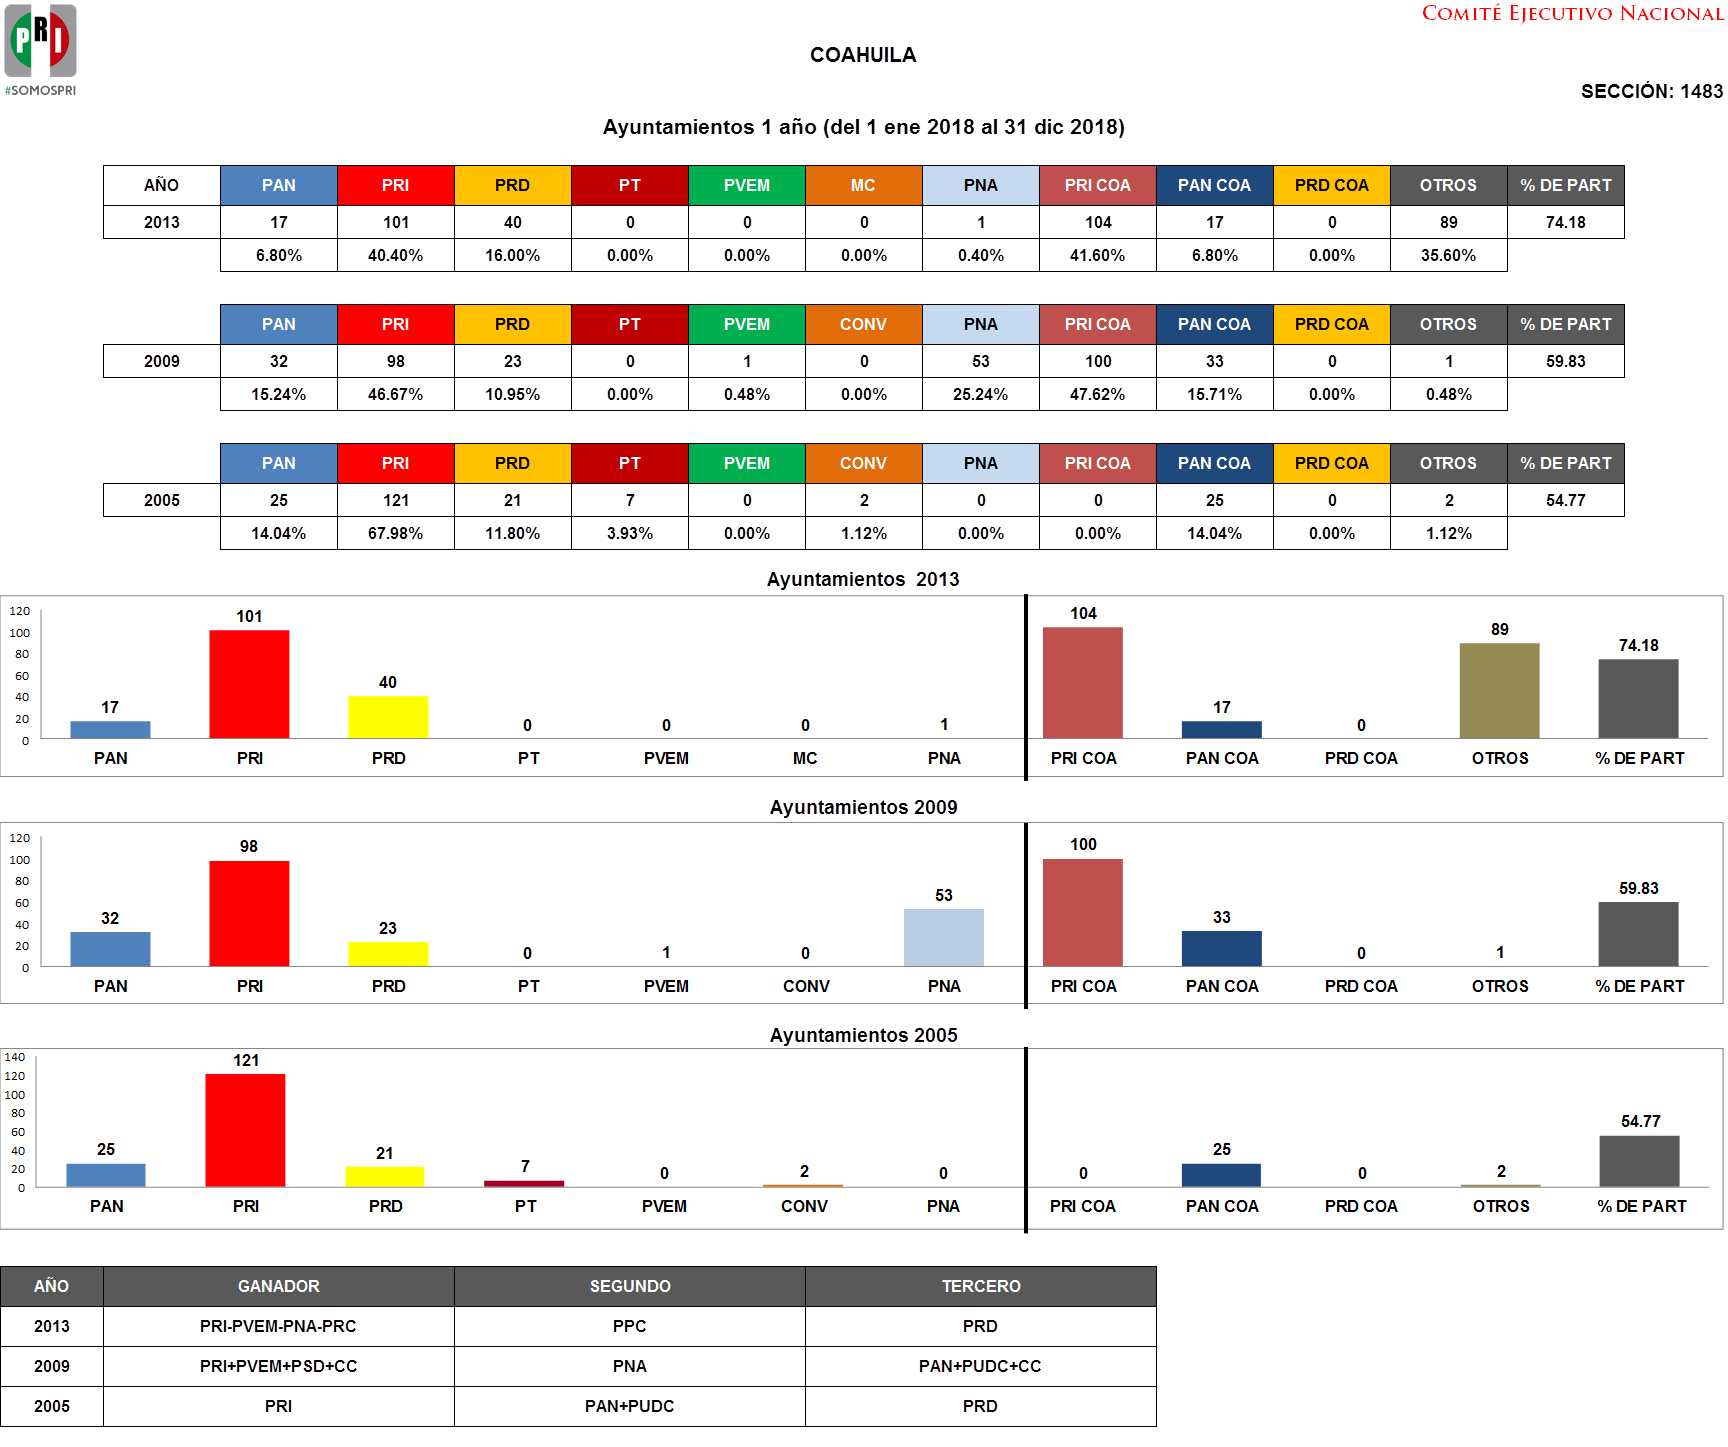 PRI
#SOMOSPRI
COMITÉ EJECUTIVO NACIONAL
COAHUILA
SECCIÓN: 1483
Ayuntamientos 1 año (del 1 ene 2018 al 31 dic 2018)
AÑO PAN PRI PRD PT PVEM MC PNA PRI COA PAN COA PRD COA OTROS % DE PART
2013 17 101 40 0 0 0 1 104 17 0 89 74.18
6.80% 40.40% 16.00% 0.00% 0.00% 0.00% 0.40% 41.60% 6.80% 0.00% 35.60%
PAN PRI PRD PT PVEM CONV PNA PRI COA PAN COA PRD COA OTROS % DE PART
2009 32 98 23 0 1 0 53 100 33 0 1 59.83
15.24% 46.67% 10.95% 0.00% 0.48% 0.00% 25.24% 47.62% 15.71% 0.00% 0.48%
PAN PRI PRD PT PVEM CONV PNA PRI COA PAN COA PRD COA OTROS % DE PART
2005 25 121 21 7 0 2 0 0 25 0 2 54.77
14.04% 67.98% 11.80% 3.93% 0.00% 1.12% 0.00% 0.00% 14.04% 0.00% 1.12%
Ayuntamientos 2013
120
100
80
60
40
20
0
17 101 40 0 0 0 1 104 17 0 89 74.18
PAN PRI PRD PT PVEM MC PNA PRI COA PAN COA PRD COA OTROS % DE PART
Ayuntamientos 2009
120
100
80
60
40
20
0
32 98 23 0 1 0 53 100 33 0 1 59.83
PAN PRI PRD PT PVEM CONV PNA PRI COA PAN COA PRD COA OTROS % DE PART
Ayuntamientos 2005
140
120
100
80
60
40
20
0
25 121 21 7 0 2 0 0 25 0 2 54.77
PAN PRI PRD PT PVEM CONV PNA PRI COA PAN COA PRD COA OTROS % DE PART
AÑO GANADOR SEGUNDO TERCERO
2013 PRI-PVEM-PNA-PRC PPC PRD
2009 PRI+PVEM+PSD+CC PNA PAN+PUDC+CC
2005 PRI PAN+PUDC PRD